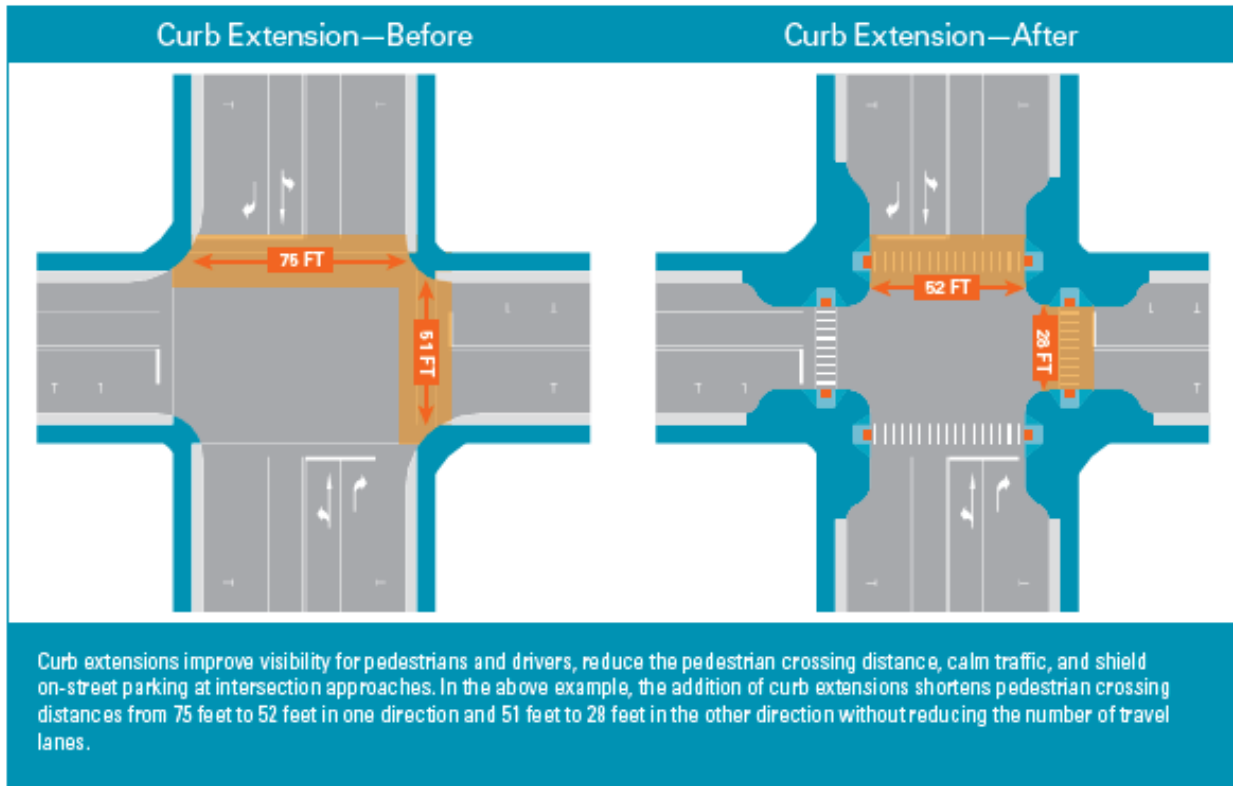 Curb Extension—Before
Curb Extension—After
75 FT
51 FT
52 FT
28 FT
Curb extensions improve visibility for pedestrians and drivers, reduce the pedestrian crossing distance, calm traffic, and shield
on-street parking at intersection approaches. In the above example, the addition of curb extensions shortens pedestrian crossing
distances from 75 feet to 52 feet in one direction and 51 feet to 28 feet in the other direction without reducing the number of travel
lanes.